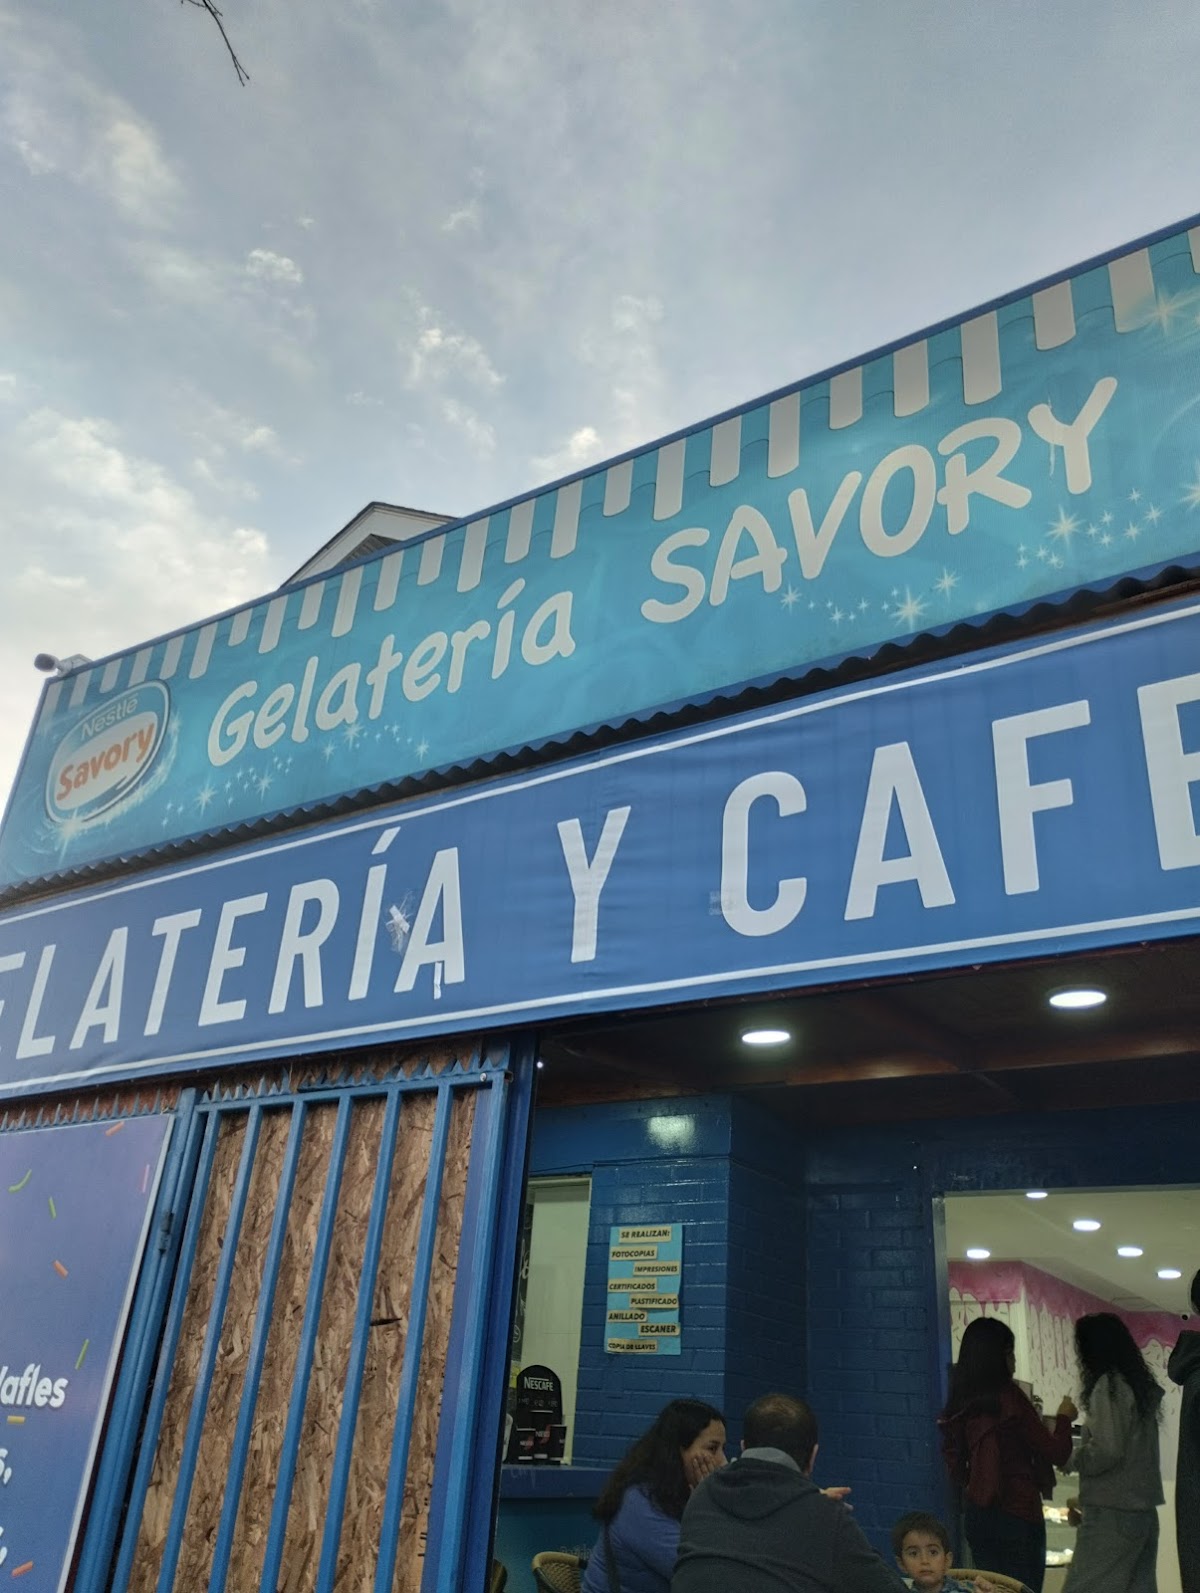 Nestlé
Savory
Gelatería SAVORY
ELATERÍA Y CAFE
SE REALIZAN:
FOTOCOPIAS
IMPRESIONES
CERTIFICADOS
PLASTIFICADO
ANILLADO
ESCANER
COPIA DE LLAVES
afles
s,
NESCAFE